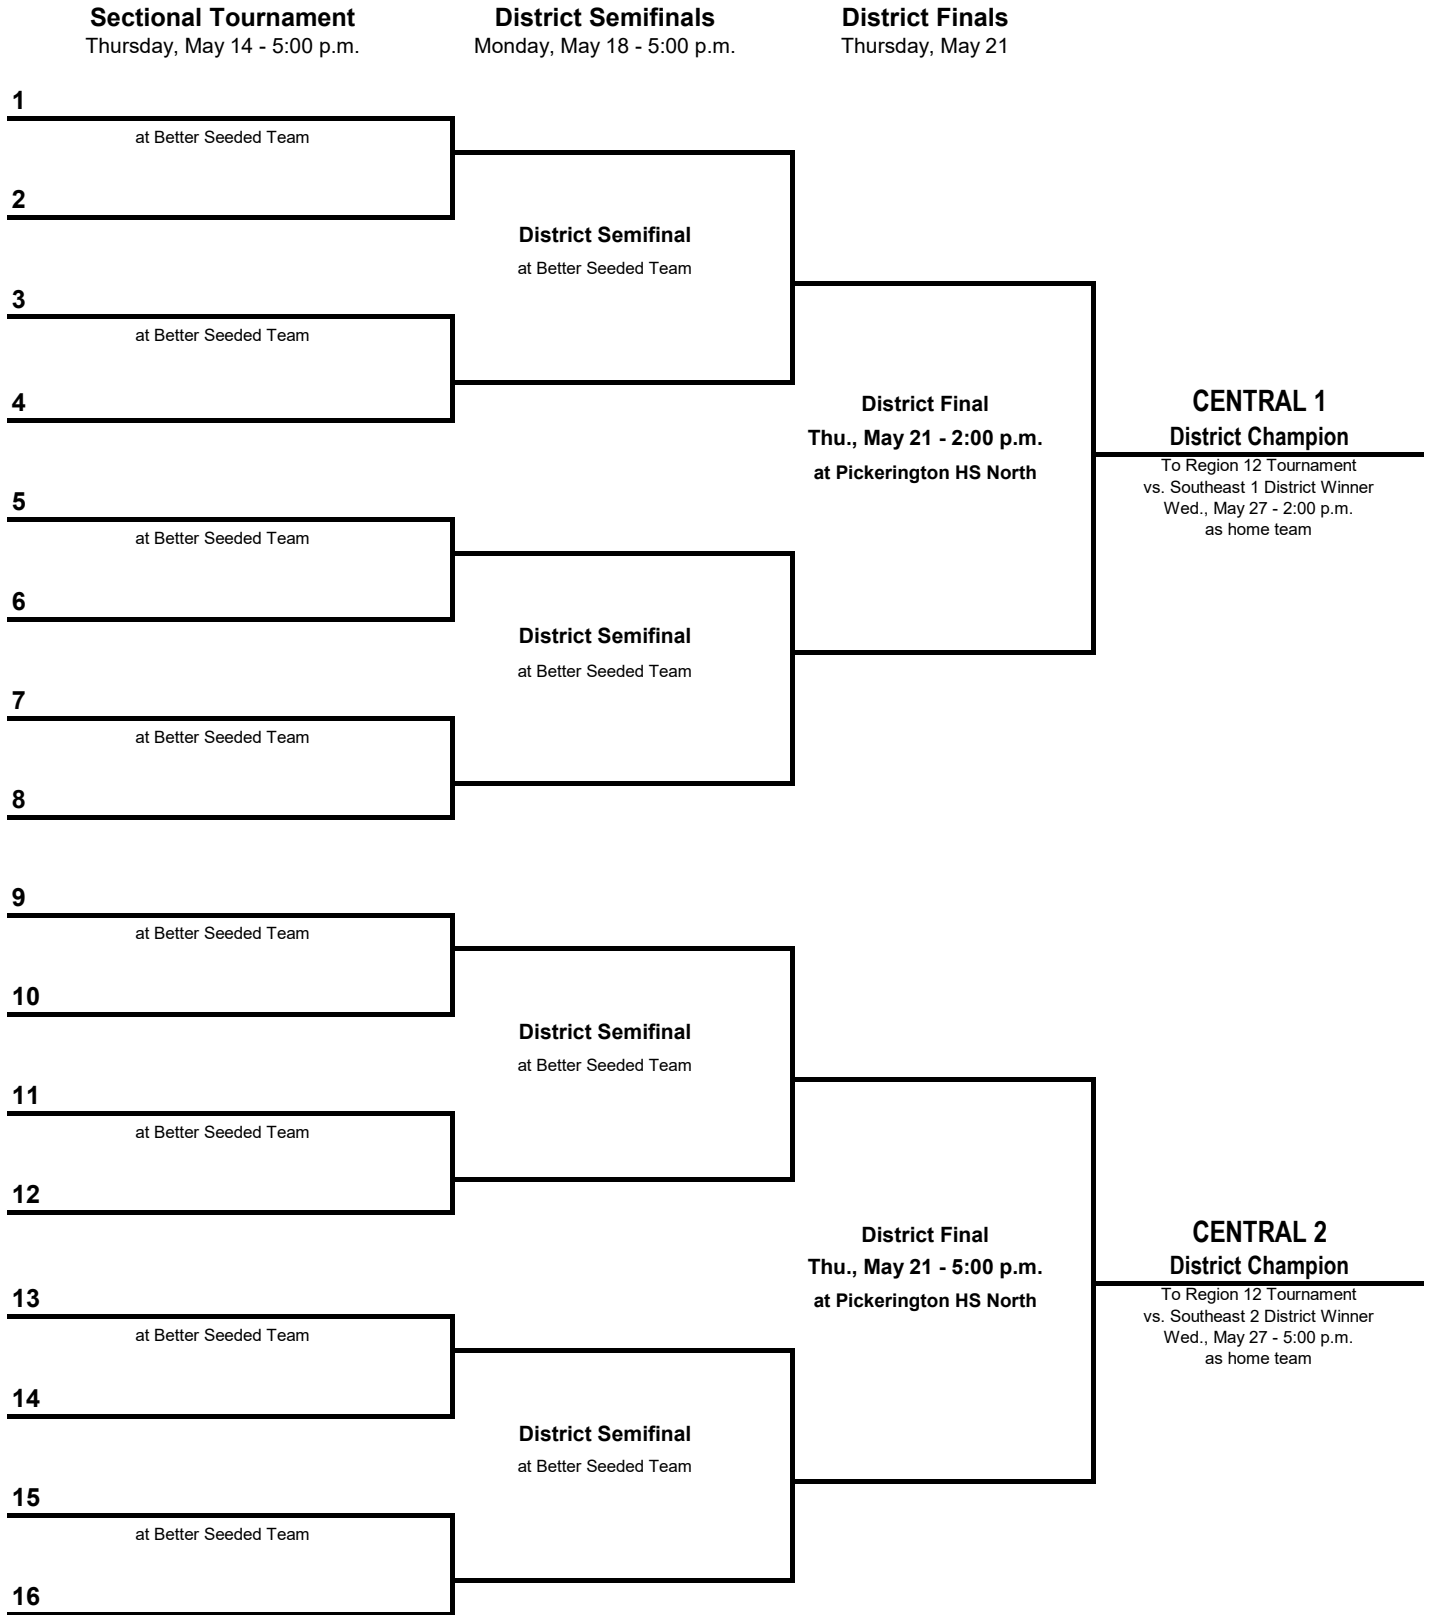 Sectional Tournament
Thursday, May 14 - 5:00 p.m.
District Semifinals
Monday, May 18 - 5:00 p.m.
District Finals
Thursday, May 21
1
at Better Seeded Team
2
District Semifinal
at Better Seeded Team
3
at Better Seeded Team
4
District Final
Thu., May 21 - 2:00 p.m.
at Pickerington HS North
CENTRAL 1
District Champion
To Region 12 Tournament
vs. Southeast 1 District Winner
Wed., May 27 - 2:00 p.m.
as home team
5
at Better Seeded Team
6
District Semifinal
at Better Seeded Team
7
at Better Seeded Team
8
9
at Better Seeded Team
10
District Semifinal
at Better Seeded Team
11
at Better Seeded Team
12
District Final
Thu., May 21 - 5:00 p.m.
at Pickerington HS North
CENTRAL 2
District Champion
To Region 12 Tournament
vs. Southeast 2 District Winner
Wed., May 27 - 5:00 p.m.
as home team
13
at Better Seeded Team
14
District Semifinal
at Better Seeded Team
15
at Better Seeded Team
16